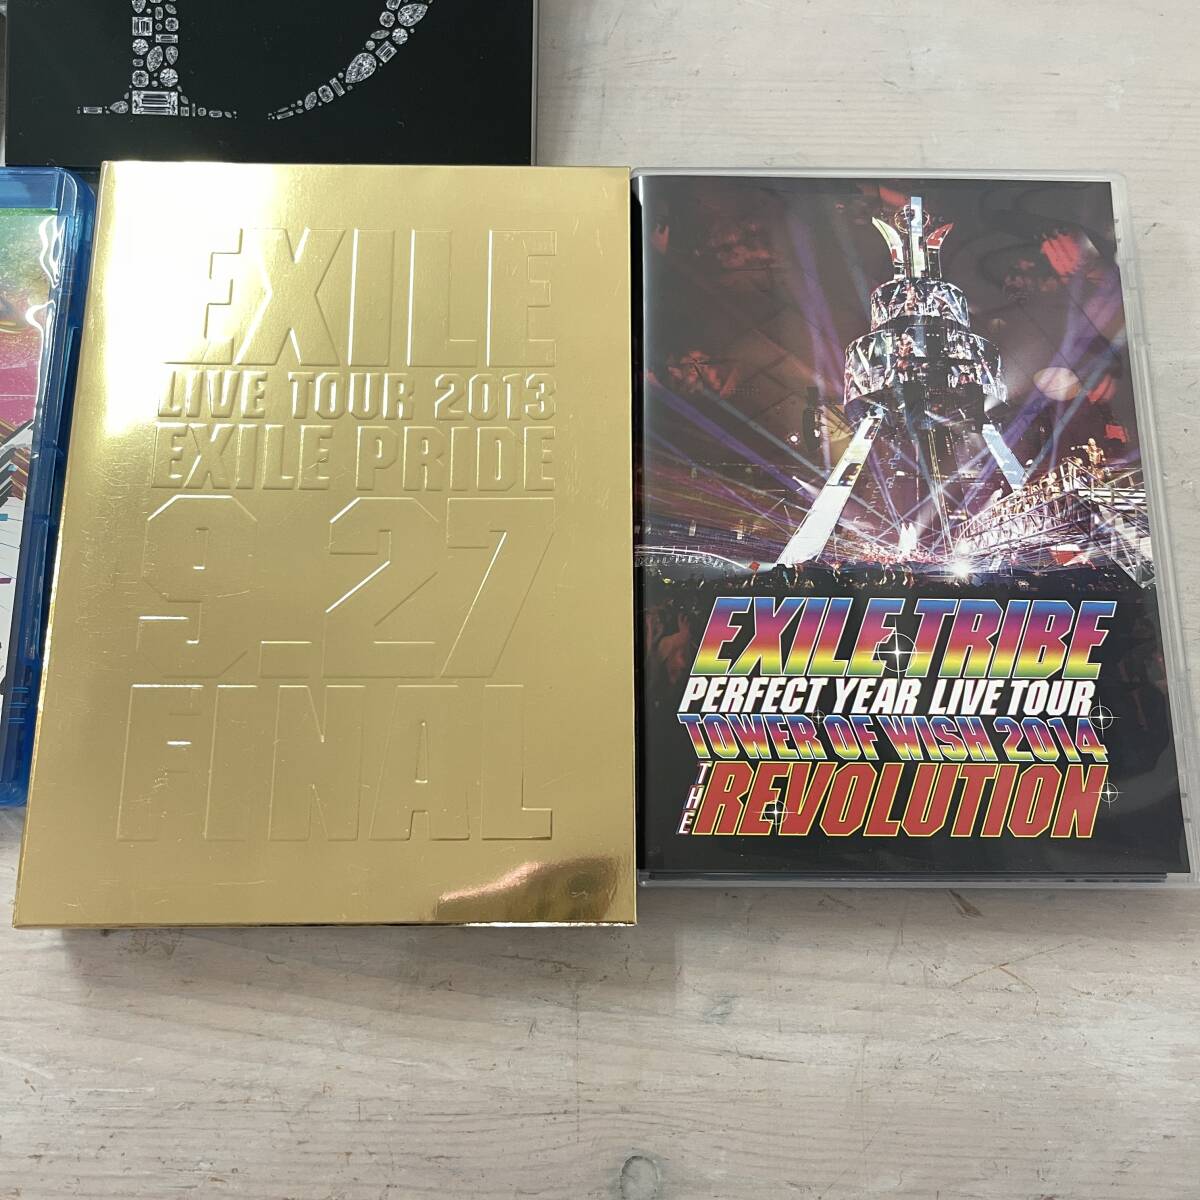 EXILE
LIVE TOUR 2013
EXILE PRIDE
9.27
FINAL
EXILE TRIBE
PERFECT YEAR LIVE TOUR
TOWER OF WISH 2014
THE REVOLUTION